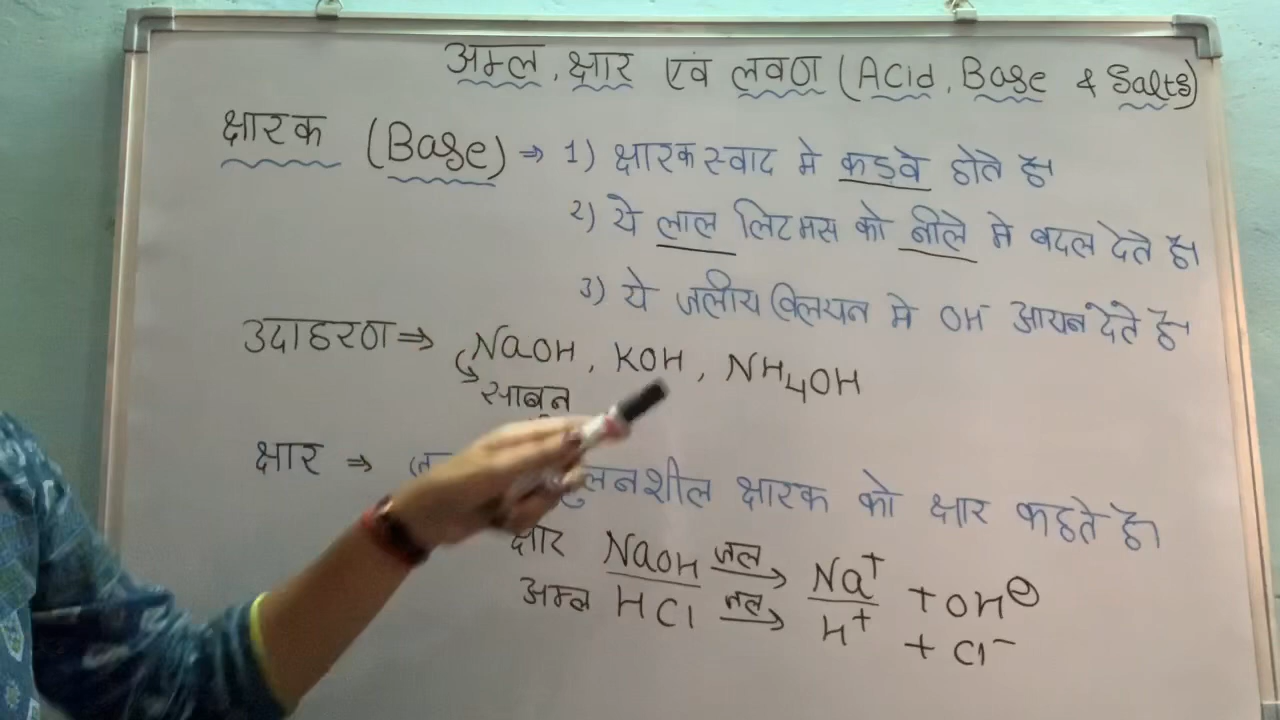 अम्ल, क्षार एवं लवण (Acid, Base & Salts)
क्षारक (Base) ⇒ 1) क्षारक स्वाद मे कडवे होते है।
2) ये लाल लिटमस को नीले मे बदल देते है।
3) ये जलीय विलयन मे OH⁻ आयन देते है।
उदाहरण ⇒ NaOH, KOH, NH₄OH
साबुन
क्षार ⇒ लनशील क्षारक को क्षार कहते है।
क्षार NaOH जल→ Na⁺ + OH⊖
अम्ल HCl जल→ H⁺ + Cl⁻